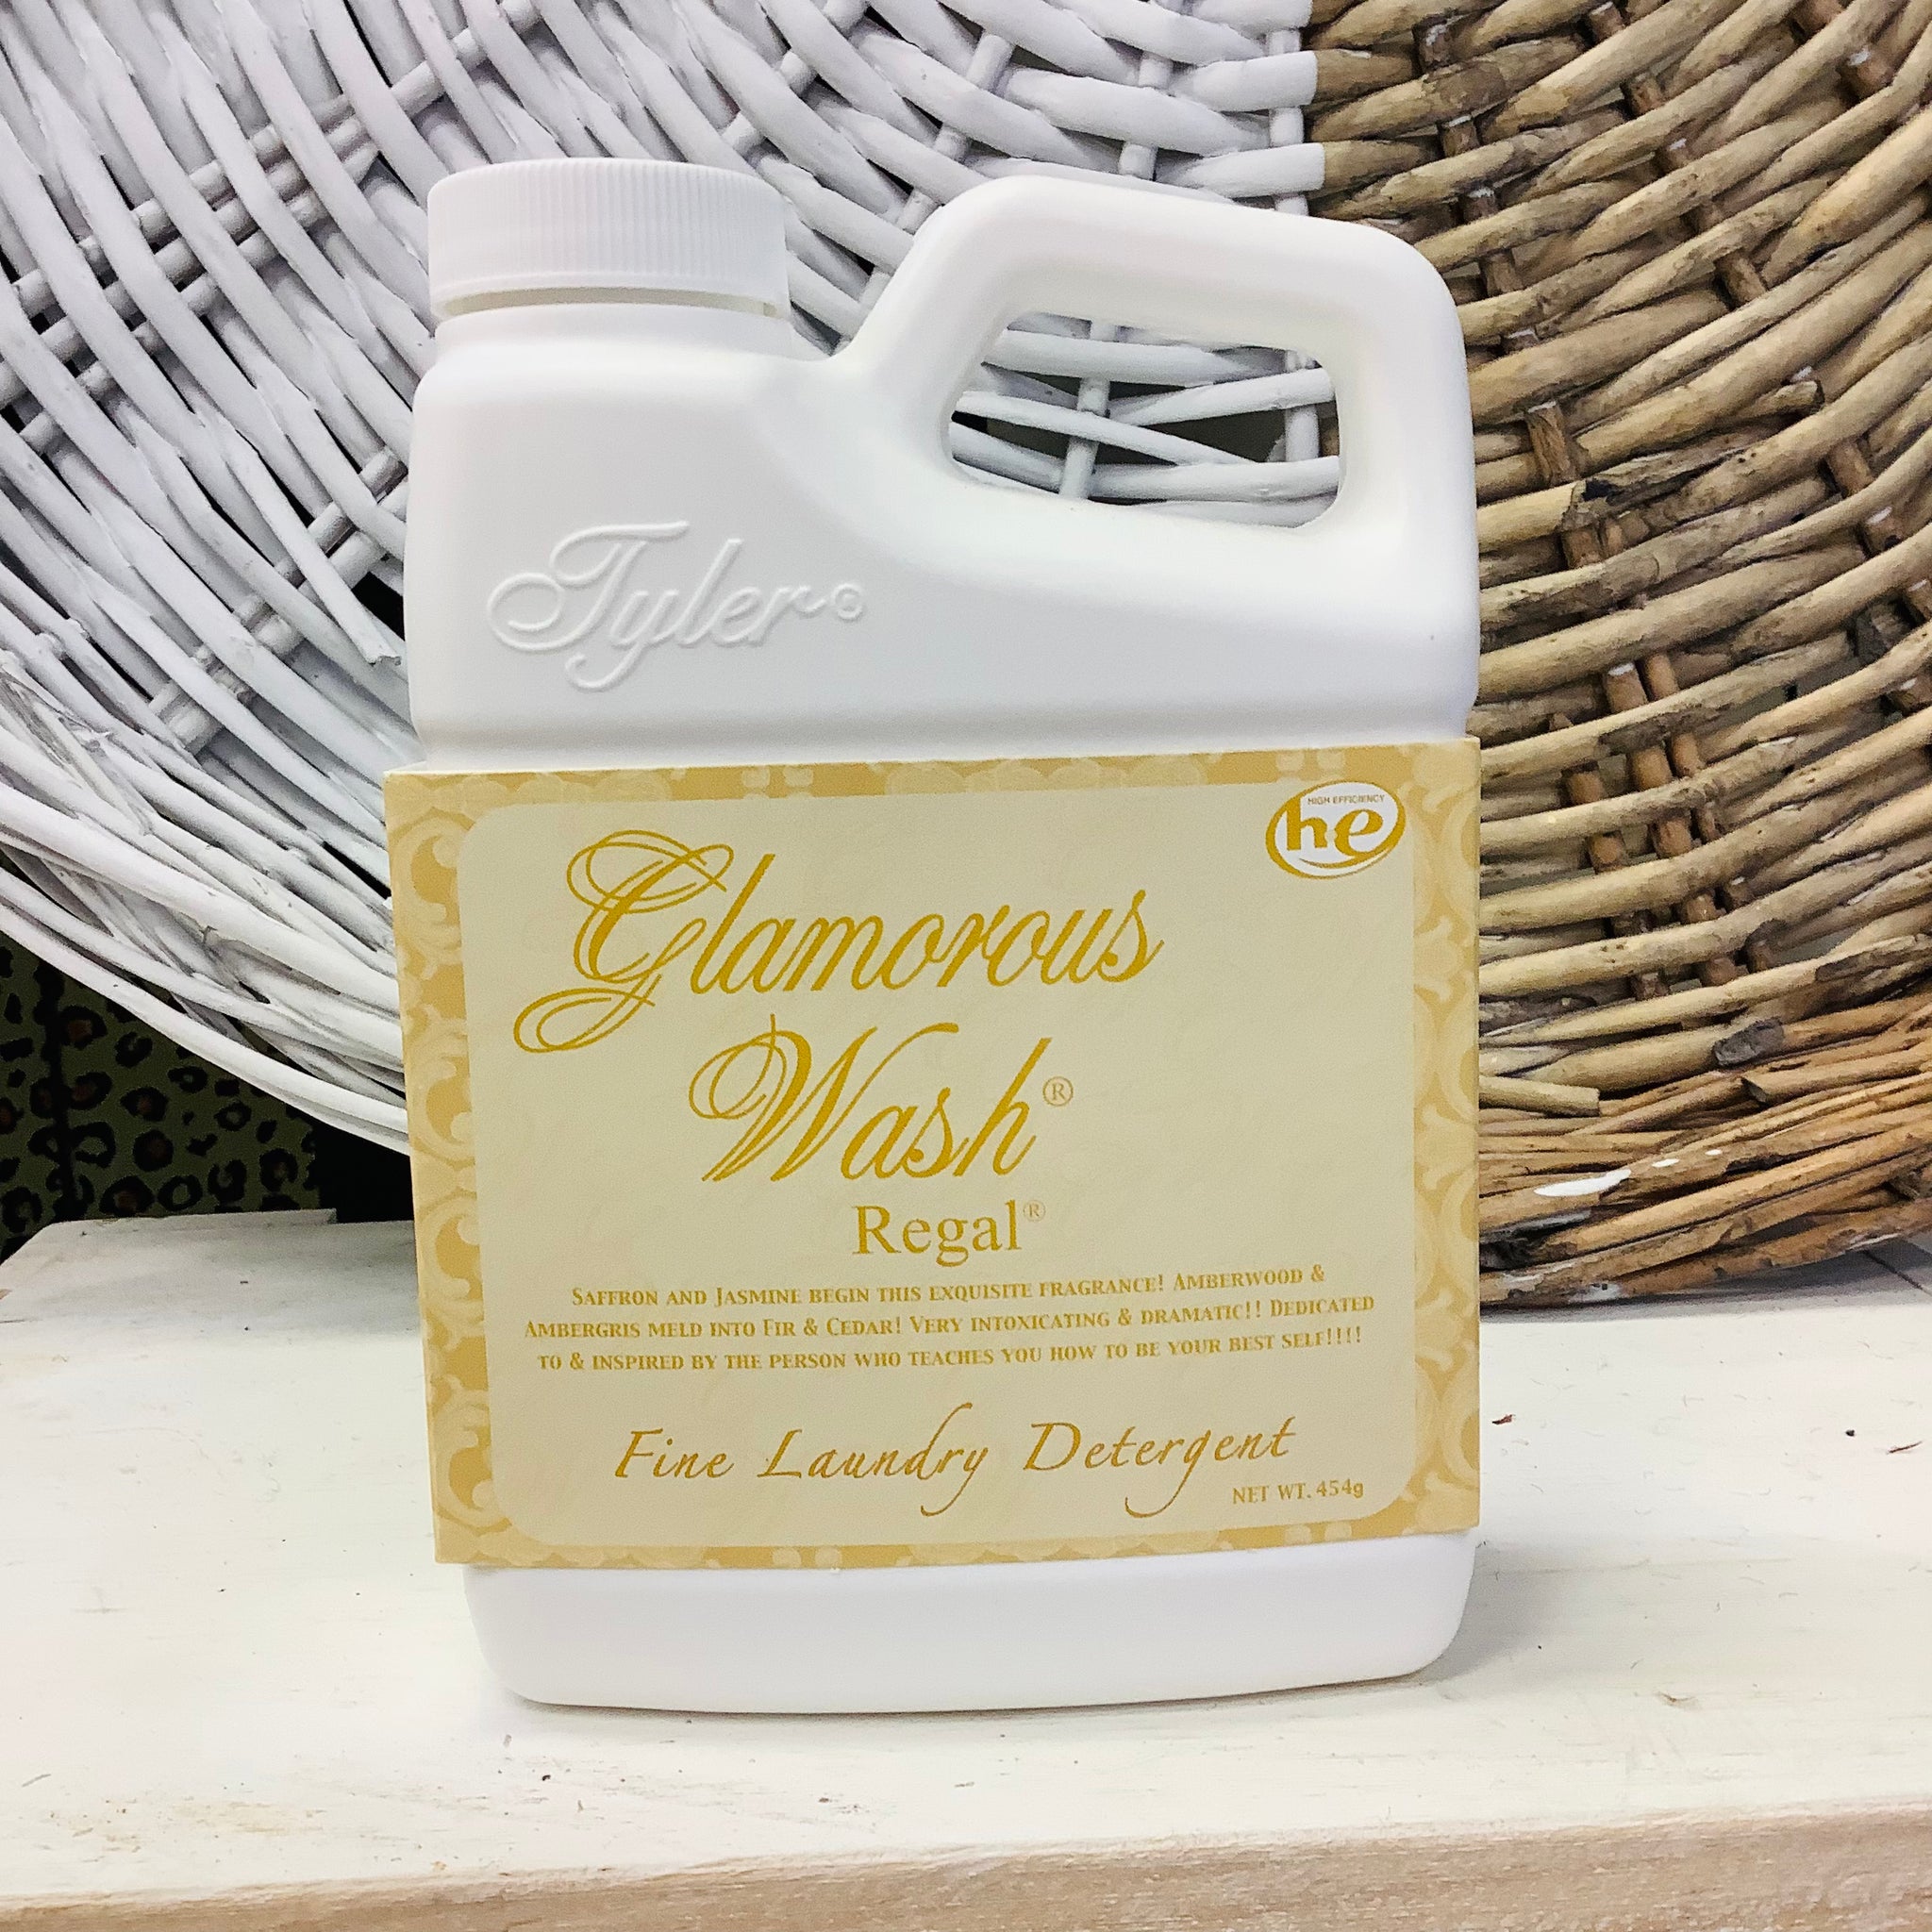 Tyler©
HIGH EFFICIENCY
he
Glamorous
Wash®
Regal®
SAFFRON AND JASMINE BEGIN THIS EXQUISITE FRAGRANCE! AMBERWOOD &
AMBERGRIS MELD INTO FIR & CEDAR! VERY INTOXICATING & DRAMATIC!! DEDICATED
TO & INSPIRED BY THE PERSON WHO TEACHES YOU HOW TO BE YOUR BEST SELF!!!!
Fine Laundry Detergent
NET WT. 454g